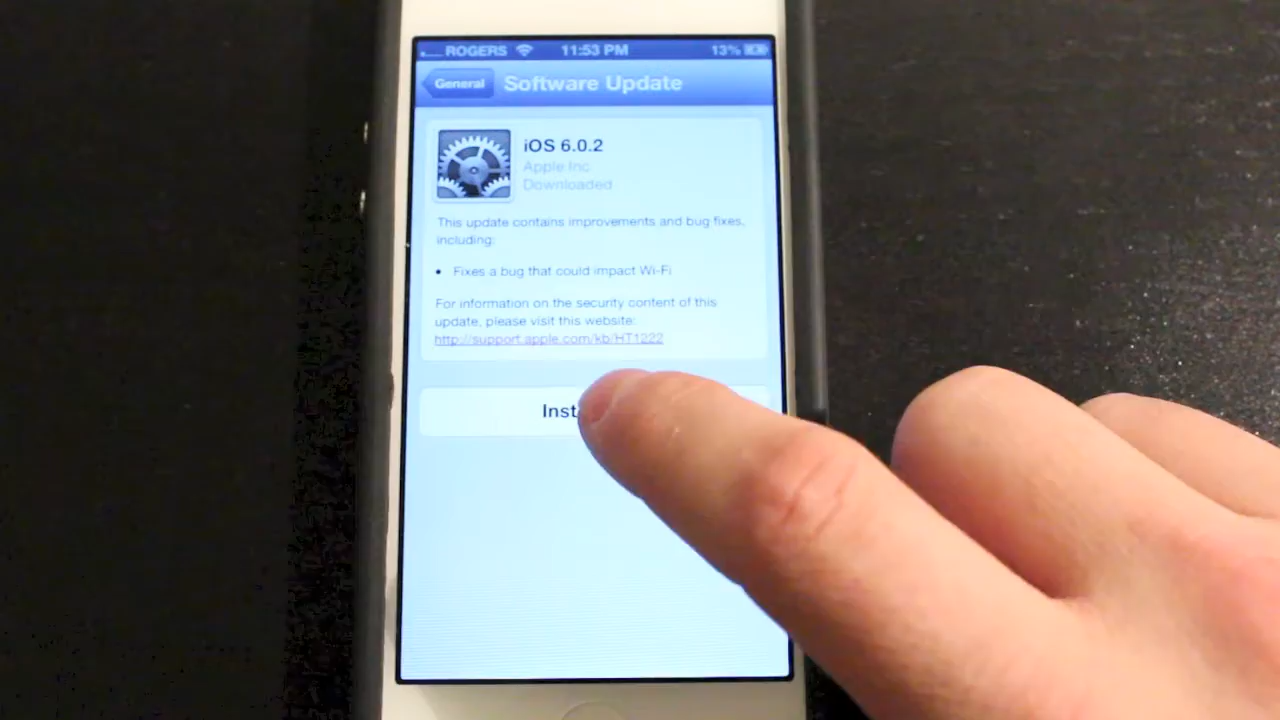 ROGERS 11:53 PM 13%
General Software Update
iOS 6.0.2
Apple Inc
Downloaded
This update contains improvements and bug fixes,
including:
• Fixes a bug that could impact Wi-Fi
For information on the security content of this
update, please visit this website:
http://support.apple.com/kb/HT1222
Inst